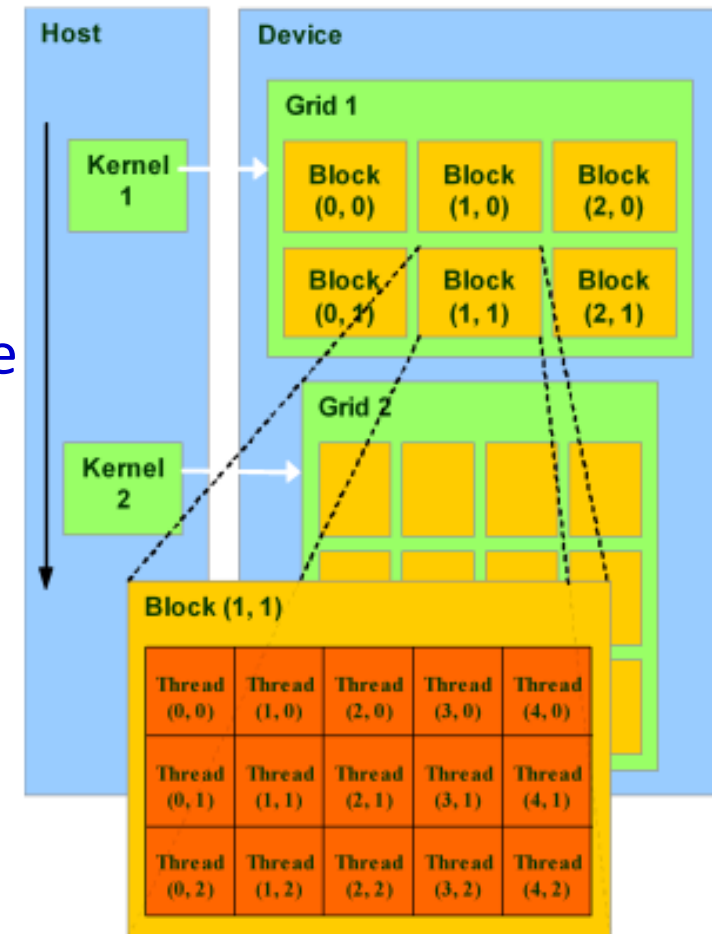 Host
Device
Grid 1
Kernel
1
Block
(0, 0)
Block
(1, 0)
Block
(2, 0)
Block
(0, 1)
Block
(1, 1)
Block
(2, 1)
e
Grid 2
Kernel
2
Block (1, 1)
Thread
(0, 0)
Thread
(1, 0)
Thread
(2, 0)
Thread
(3, 0)
Thread
(4, 0)
Thread
(0, 1)
Thread
(1, 1)
Thread
(2, 1)
Thread
(3, 1)
Thread
(4, 1)
Thread
(0, 2)
Thread
(1, 2)
Thread
(2, 2)
Thread
(3, 2)
Thread
(4, 2)